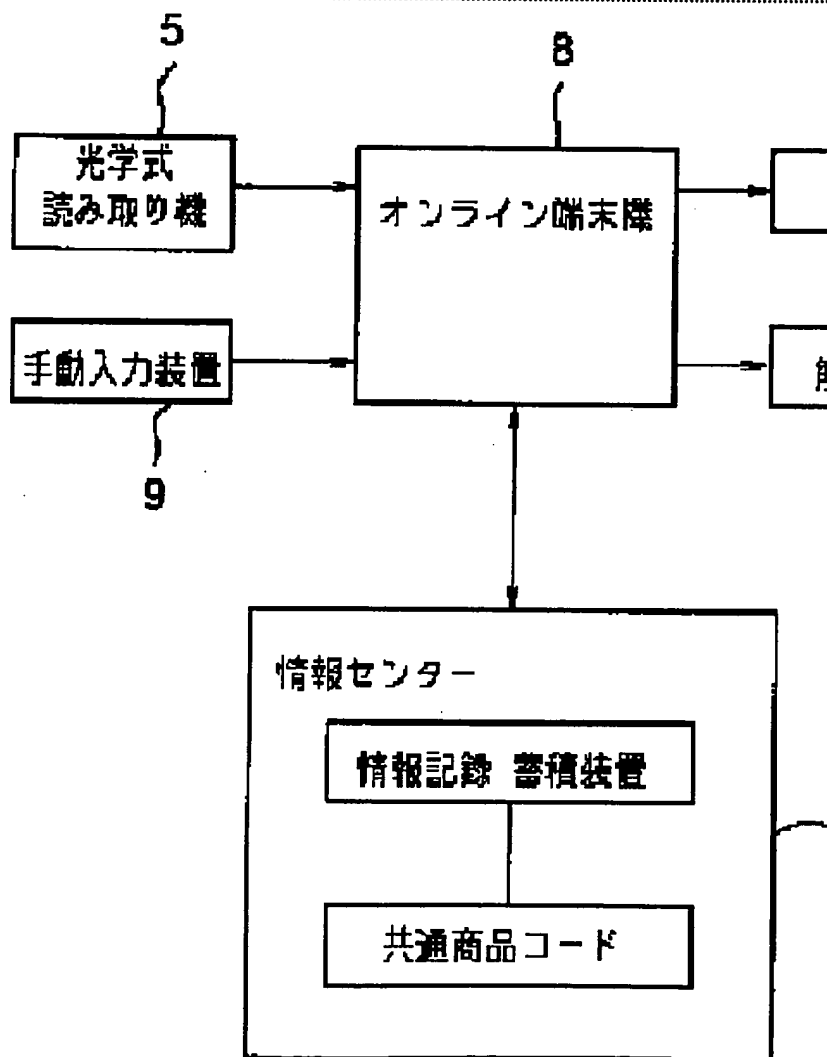 5
8
光学式
読み取り機
オンライン端末機
手動入力装置
9
情報センター
情報記録 蓄積装置
共通商品コード